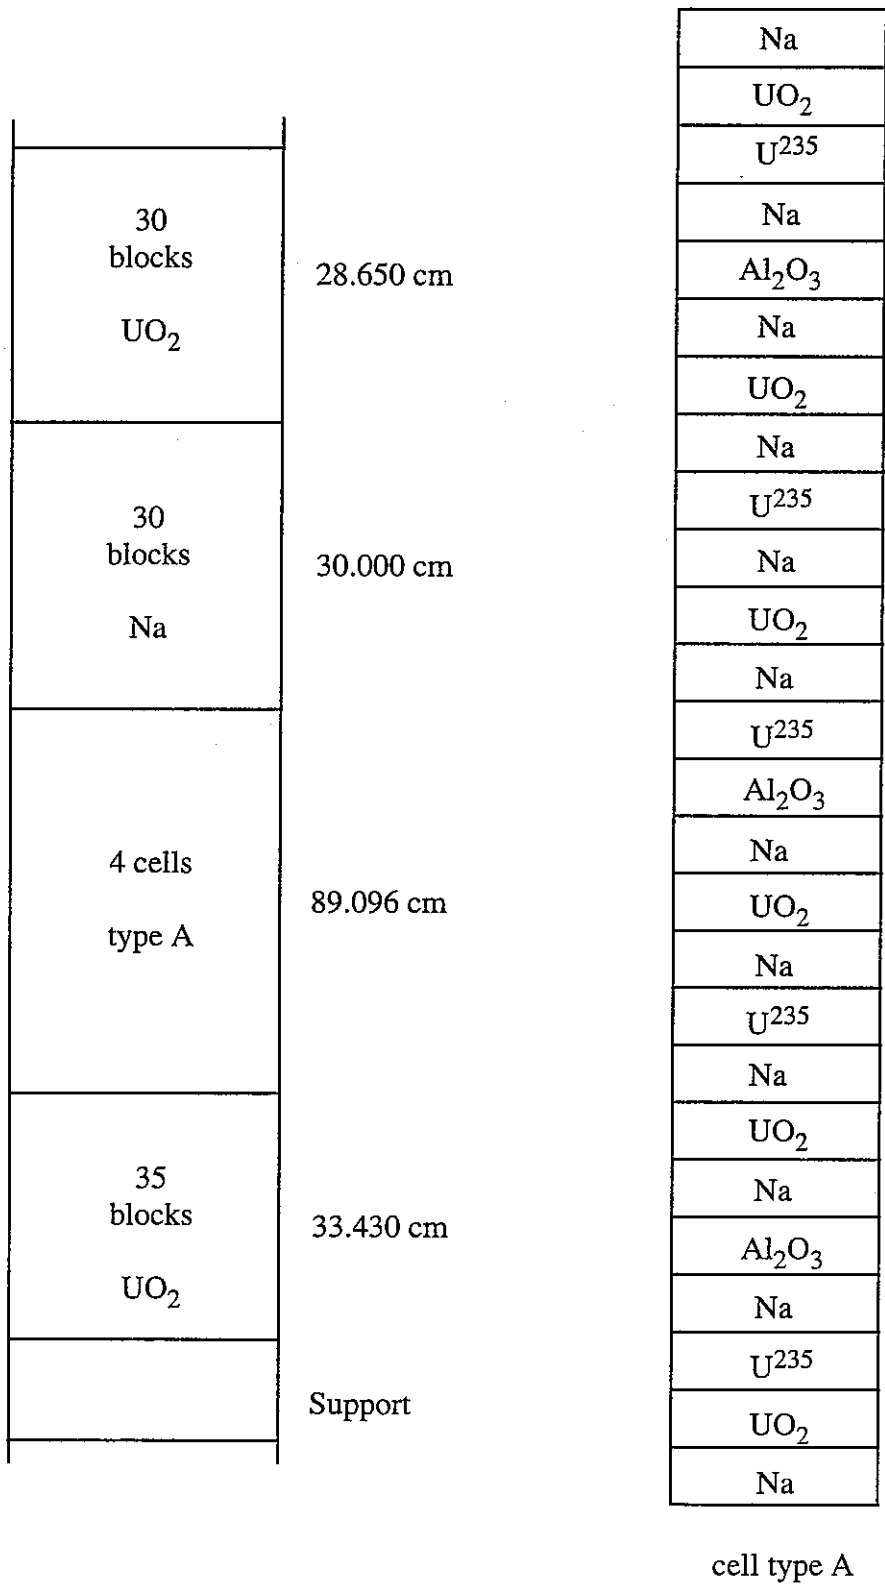 30
blocks
UO2
28.650 cm
30
blocks
Na
30.000 cm
4 cells
type A
89.096 cm
35
blocks
UO2
33.430 cm
Support
Na
UO2
U235
Na
Al2O3
Na
UO2
Na
U235
Na
UO2
Na
U235
Al2O3
Na
UO2
Na
U235
Na
UO2
Na
Al2O3
Na
U235
UO2
Na
cell type A